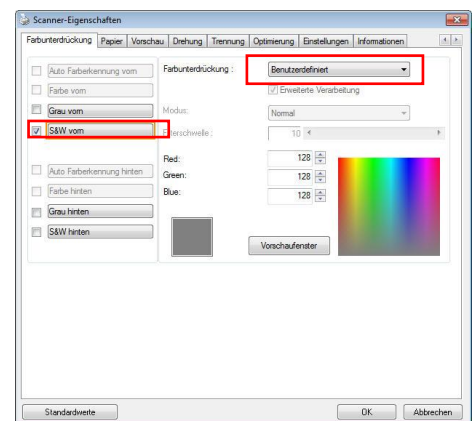 Scanner-Eigenschaften
Farbunterdrückung Papier Vorschau Drehung Trennung Optimierung Einstellungen Informationen
Auto Farberkennung vorn
Farbe vorn
Grau vorn
S&W vorn
Auto Farberkennung hinten
Farbe hinten
Grau hinten
S&W hinten
Farbunterdrückung : Benutzerdefiniert
Erweiterte Verarbeitung
Modus: Normal
10
Red: 128
Green: 128
Blue: 128
Vorschaufenster
Standardwerte OK Abbrechen